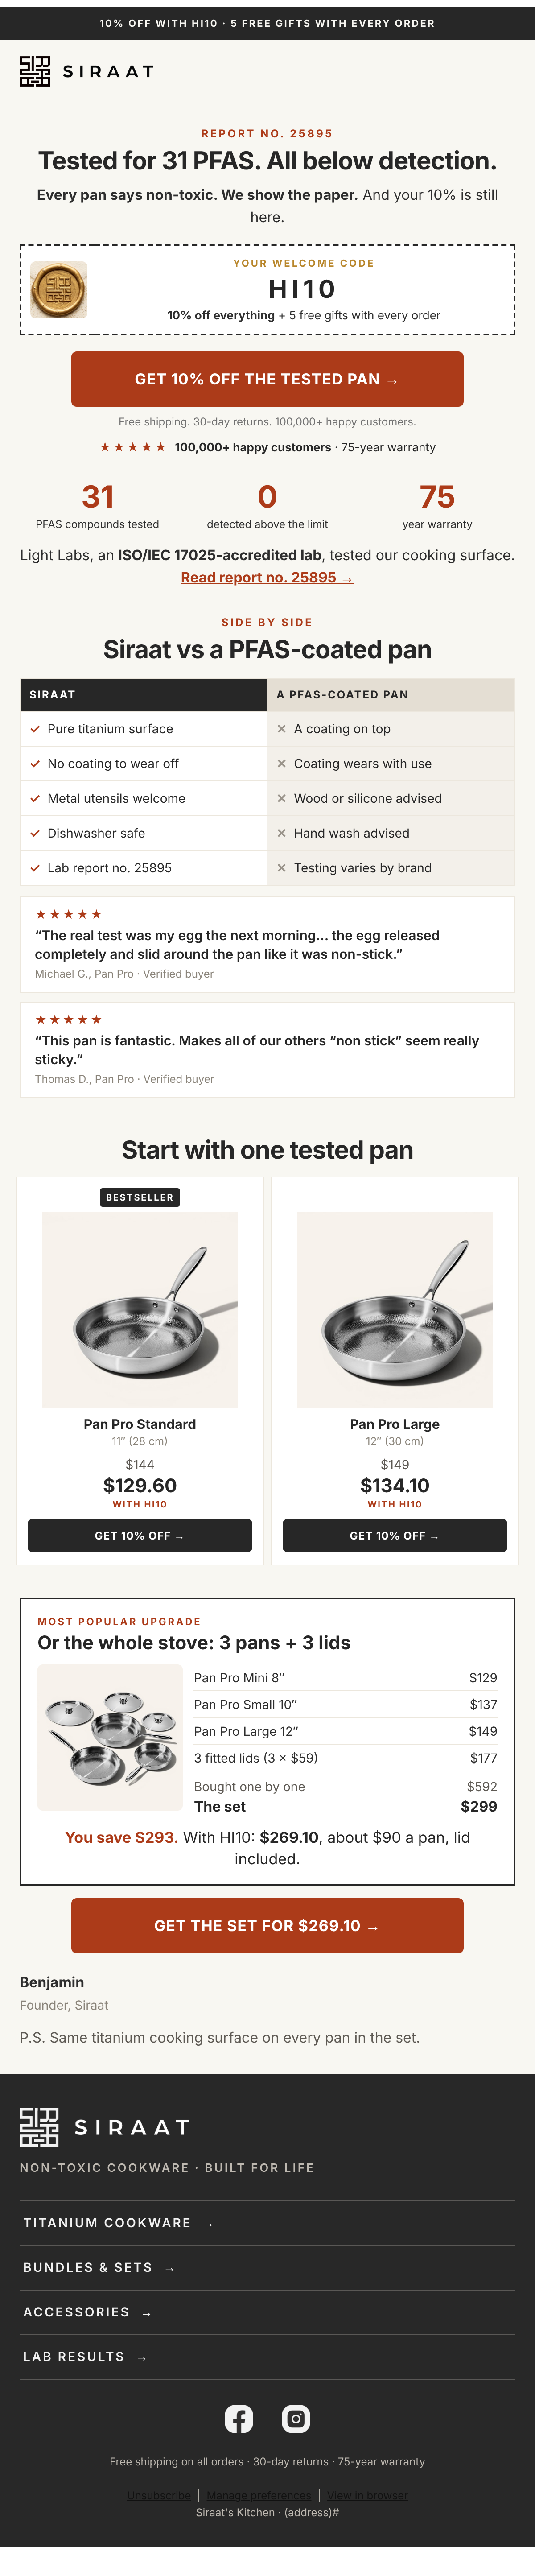 10% OFF WITH HI10 · 5 FREE GIFTS WITH EVERY ORDER
SIRAAT
REPORT NO. 25895
Tested for 31 PFAS. All below detection.
Every pan says non-toxic. We show the paper. And your 10% is still
here.
YOUR WELCOME CODE
HI10
10% off everything + 5 free gifts with every order
GET 10% OFF THE TESTED PAN →
Free shipping. 30-day returns. 100,000+ happy customers.
★★★★★ 100,000+ happy customers · 75-year warranty
31 0 75
PFAS compounds tested detected above the limit year warranty
Light Labs, an ISO/IEC 17025-accredited lab, tested our cooking surface.
Read report no. 25895 →
SIDE BY SIDE
Siraat vs a PFAS-coated pan
SIRAAT A PFAS-COATED PAN
✓ Pure titanium surface ✕ A coating on top
✓ No coating to wear off ✕ Coating wears with use
✓ Metal utensils welcome ✕ Wood or silicone advised
✓ Dishwasher safe ✕ Hand wash advised
✓ Lab report no. 25895 ✕ Testing varies by brand
★★★★★
“The real test was my egg the next morning... the egg released
completely and slid around the pan like it was non-stick.”
Michael G., Pan Pro · Verified buyer
★★★★★
“This pan is fantastic. Makes all of our others “non stick” seem really
sticky.”
Thomas D., Pan Pro · Verified buyer
Start with one tested pan
BESTSELLER
Pan Pro Standard
11″ (28 cm)
$144
$129.60
WITH HI10
GET 10% OFF →
Pan Pro Large
12″ (30 cm)
$149
$134.10
WITH HI10
GET 10% OFF →
MOST POPULAR UPGRADE
Or the whole stove: 3 pans + 3 lids
Pan Pro Mini 8″ $129
Pan Pro Small 10″ $137
Pan Pro Large 12″ $149
3 fitted lids (3 × $59) $177
Bought one by one $592
The set $299
You save $293. With HI10: $269.10, about $90 a pan, lid
included.
GET THE SET FOR $269.10 →
Benjamin
Founder, Siraat
P.S. Same titanium cooking surface on every pan in the set.
SIRAAT
NON-TOXIC COOKWARE · BUILT FOR LIFE
TITANIUM COOKWARE →
BUNDLES & SETS →
ACCESSORIES →
LAB RESULTS →
Free shipping on all orders · 30-day returns · 75-year warranty
Unsubscribe | Manage preferences | View in browser
Siraat's Kitchen · (address)#